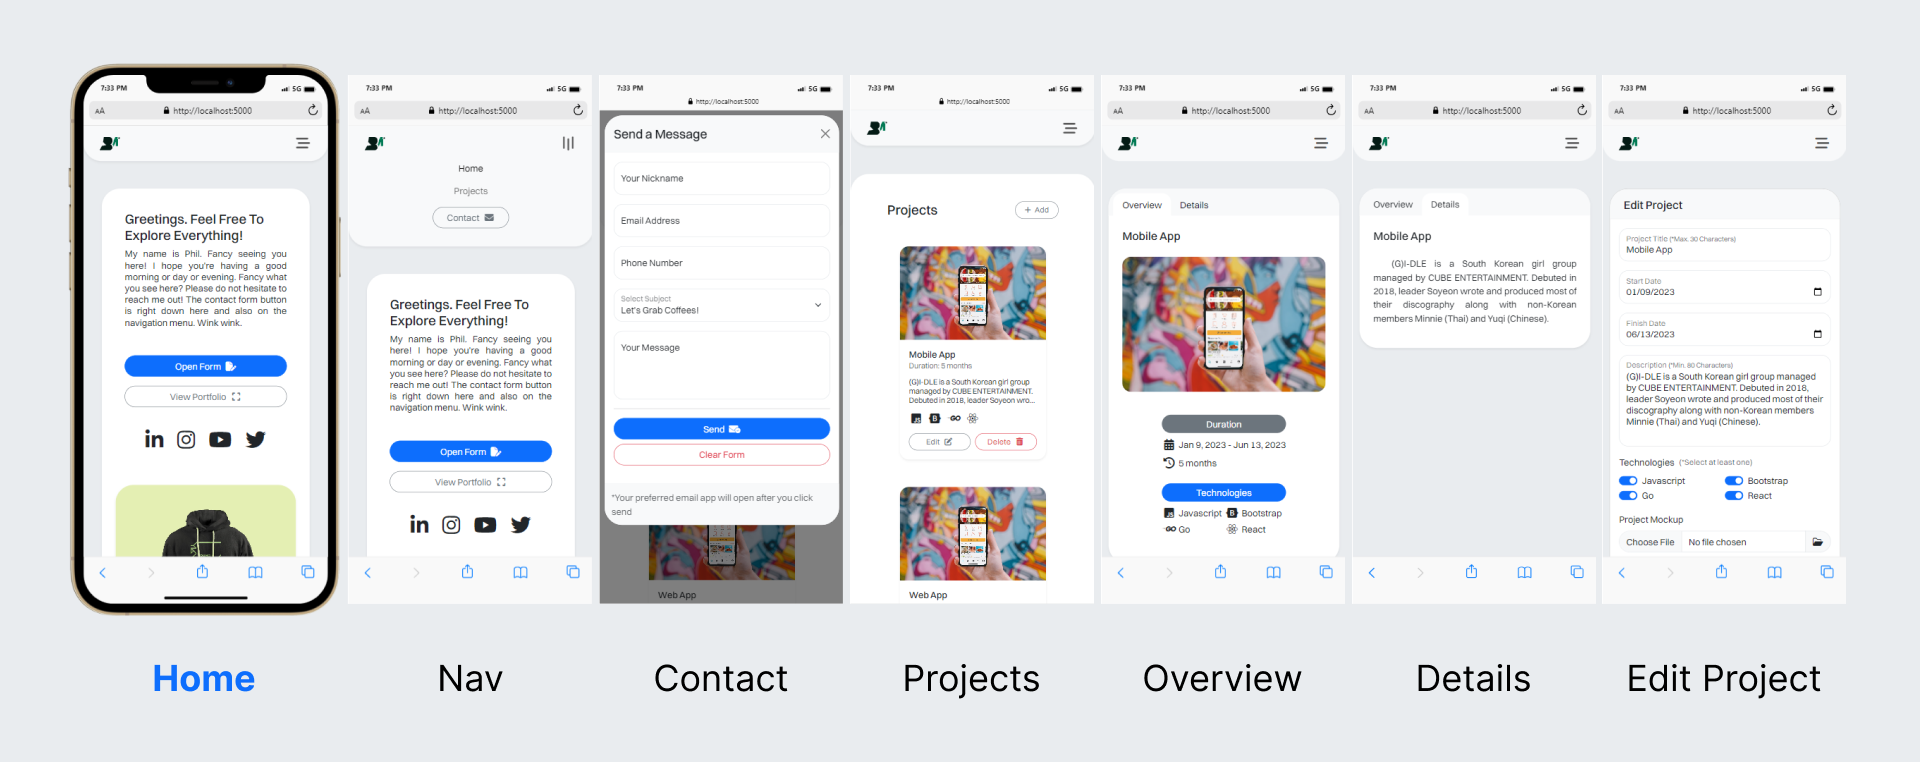 7:33 PM
5G
AA
http://localhost:5000
Greetings. Feel Free To
Explore Everything!
My name is Phil. Fancy seeing you
here! I hope you're having a good
morning or day or evening. Fancy what
you see here? Please do not hesitate to
reach me out! The contact form button
is right down here and also on the
navigation menu. Wink wink.
Open Form
View Portfolio
Home
7:33 PM
5G
AA
http://localhost:5000
Home
Projects
Contact
Greetings. Feel Free To
Explore Everything!
My name is Phil. Fancy seeing you
here! I hope you're having a good
morning or day or evening. Fancy what
you see here? Please do not hesitate to
reach me out! The contact form button
is right down here and also on the
navigation menu. Wink wink.
Open Form
View Portfolio
Nav
7:33 PM
5G
http://localhost:5000
Send a Message
Your Nickname
Email Address
Phone Number
Select Subject
Let's Grab Coffees!
Your Message
Send
Clear Form
*Your preferred email app will open after you click
send
Web App
Contact
7:33 PM
5G
http://localhost:5000
Projects
+ Add
Mobile App
Duration: 5 months
(G)I-DLE is a South Korean girl group
managed by CUBE ENTERTAINMENT.
Debuted in 2018, leader Soyeon wro...
JS
B
GO
Edit
Delete
Web App
Projects
7:33 PM
5G
AA
http://localhost:5000
Overview
Details
Mobile App
Duration
Jan 9, 2023 - Jun 13, 2023
5 months
Technologies
JS Javascript
B Bootstrap
GO Go
React
Overview
7:33 PM
5G
AA
http://localhost:5000
Overview
Details
Mobile App
(G)I-DLE is a South Korean girl group
managed by CUBE ENTERTAINMENT. Debuted in
2018, leader Soyeon wrote and produced most of
their discography along with non-Korean
members Minnie (Thai) and Yuqi (Chinese).
Details
7:33 PM
5G
AA
http://localhost:5000
Edit Project
Project Title (*Max. 30 Characters)
Mobile App
Start Date
01/09/2023
Finish Date
06/13/2023
Description (*Min. 80 Characters)
(G)I-DLE is a South Korean girl group managed
by CUBE ENTERTAINMENT. Debuted in 2018,
leader Soyeon wrote and produced most of their
discography along with non-Korean members
Minnie (Thai) and Yuqi (Chinese).
Technologies (*Select at least one)
Javascript
Bootstrap
Go
React
Project Mockup
Choose File
No file chosen
Edit Project